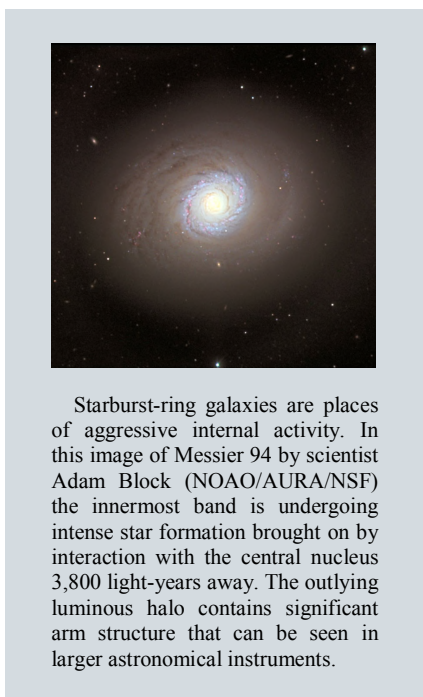 Starburst-ring galaxies are places
of aggressive internal activity. In
this image of Messier 94 by scientist
Adam Block (NOAO/AURA/NSF)
the innermost band is undergoing
intense star formation brought on by
interaction with the central nucleus
3,800 light-years away. The outlying
luminous halo contains significant
arm structure that can be seen in
larger astronomical instruments.